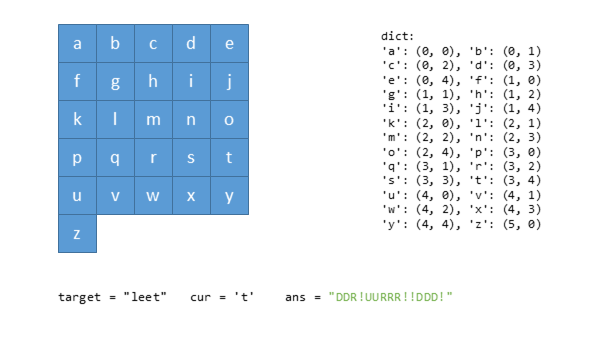 a b c d e
f g h i j
k l m n o
p q r s t
u v w x y
z
dict:
'a': (0, 0), 'b': (0, 1)
'c': (0, 2), 'd': (0, 3)
'e': (0, 4), 'f': (1, 0)
'g': (1, 1), 'h': (1, 2)
'i': (1, 3), 'j': (1, 4)
'k': (2, 0), 'l': (2, 1)
'm': (2, 2), 'n': (2, 3)
'o': (2, 4), 'p': (3, 0)
'q': (3, 1), 'r': (3, 2)
's': (3, 3), 't': (3, 4)
'u': (4, 0), 'v': (4, 1)
'w': (4, 2), 'x': (4, 3)
'y': (4, 4), 'z': (5, 0)
target = "leet" cur = 't' ans = "DDR!UURRR!!DDD!"